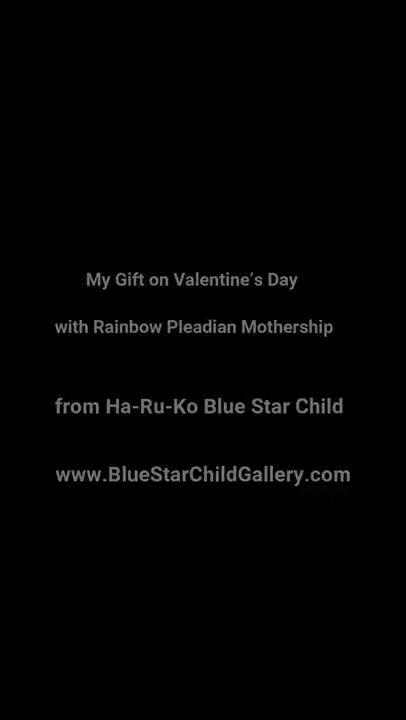 My Gift on Valentine’s Day
with Rainbow Pleadian Mothership
from Ha-Ru-Ko Blue Star Child
www.BlueStarChildGallery.com